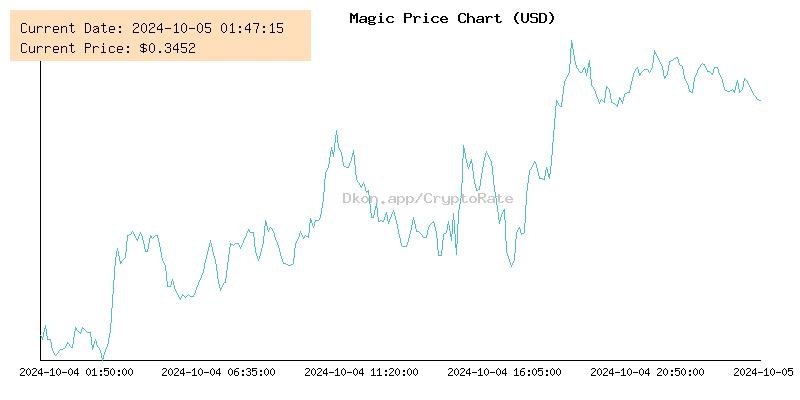 Magic Price Chart (USD)
Current Date: 2024-10-05 01:47:15
Current Price: $0.3452
Dkon.app/CryptoRate
2024-10-04 01:50:00 2024-10-04 06:35:00 2024-10-04 11:20:00 2024-10-04 16:05:00 2024-10-04 20:50:00 2024-10-05